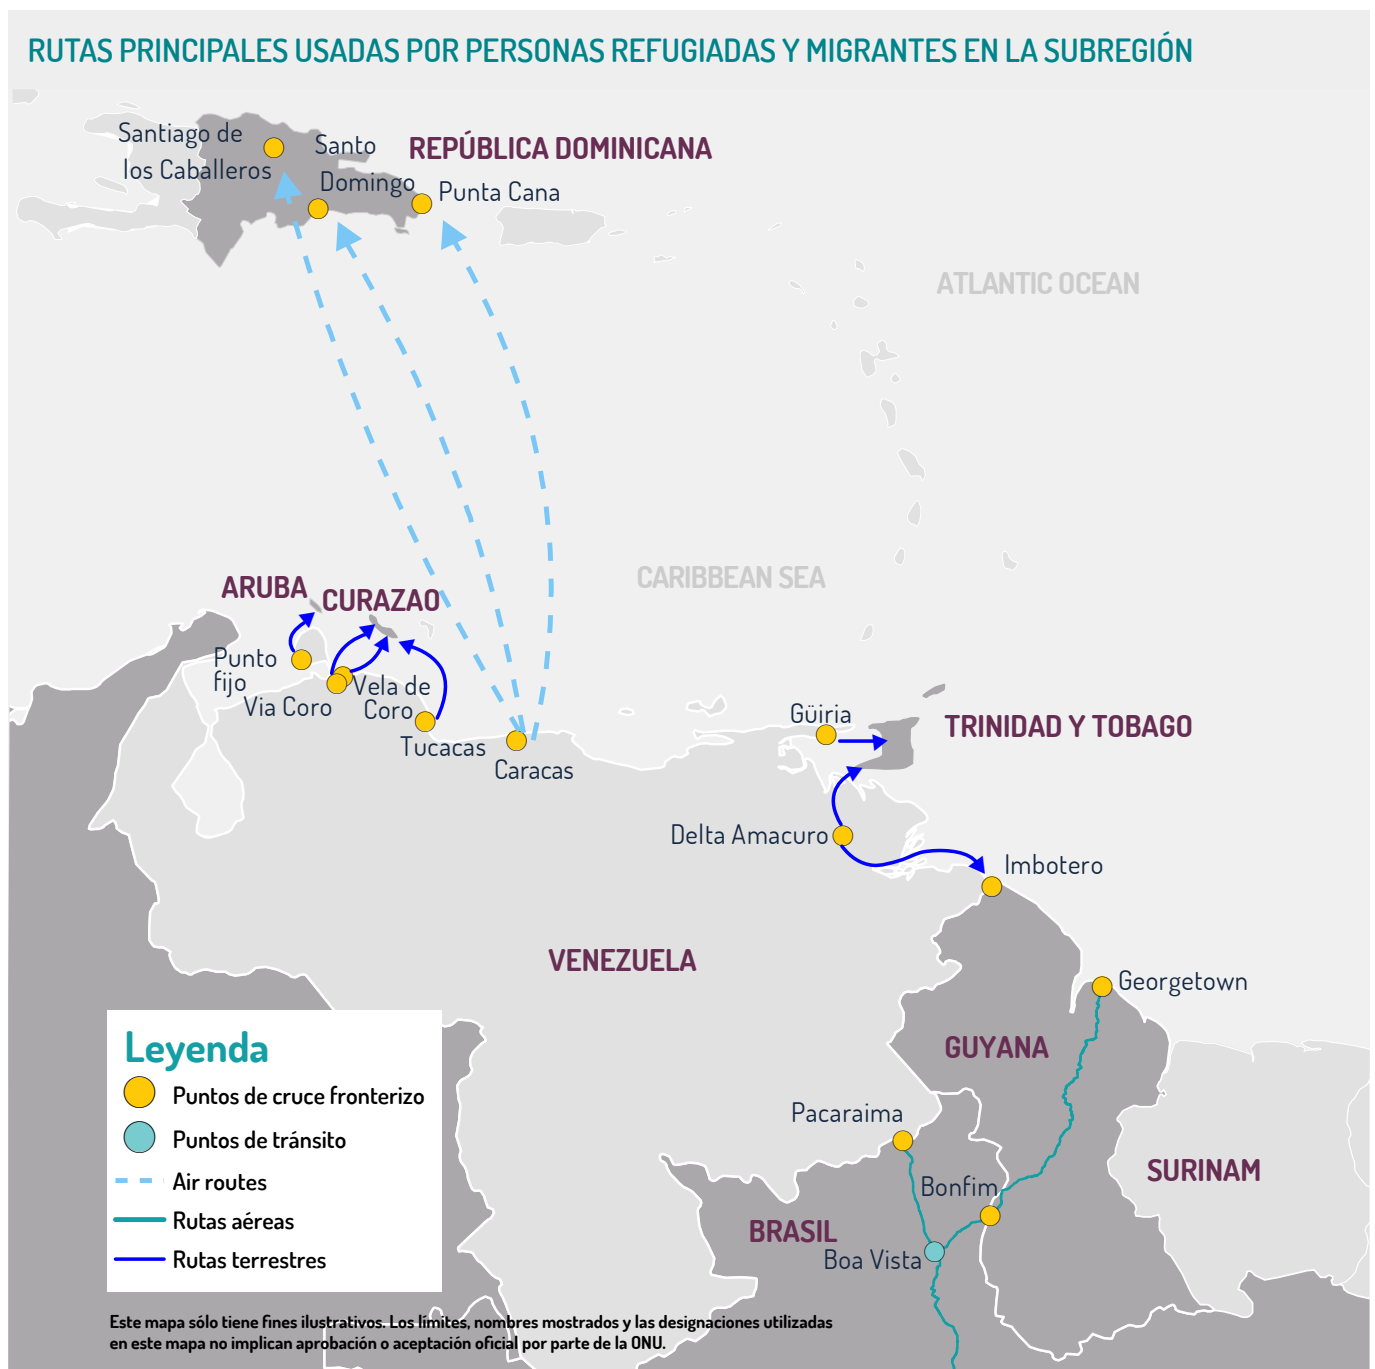 RUTAS PRINCIPALES USADAS POR PERSONAS REFUGIADAS Y MIGRANTES EN LA SUBREGIÓN
Santiago de
los Caballeros
Santo
Domingo
REPÚBLICA DOMINICANA
Punta Cana
ATLANTIC OCEAN
CARIBBEAN SEA
ARUBA
CURAZAO
Punto
fijo
Via Coro
Vela de
Coro
Tucacas
Caracas
Güiria
TRINIDAD Y TOBAGO
Delta Amacuro
Imbotero
VENEZUELA
Georgetown
GUYANA
Pacaraima
Bonfim
SURINAM
BRASIL
Boa Vista
Leyenda
Puntos de cruce fronterizo
Puntos de tránsito
Air routes
Rutas aéreas
Rutas terrestres
Este mapa sólo tiene fines ilustrativos. Los límites, nombres mostrados y las designaciones utilizadas
en este mapa no implican aprobación o aceptación oficial por parte de la ONU.